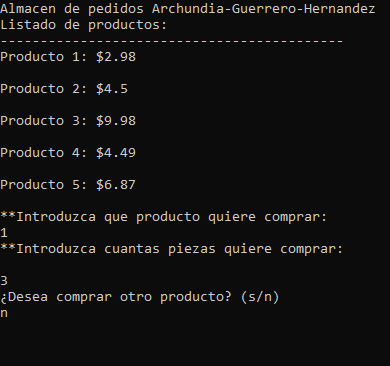 Almacen de pedidos Archundia-Guerrero-Hernandez
Listado de productos:
-------------------------------------------
Producto 1: $2.98
Producto 2: $4.5
Producto 3: $9.98
Producto 4: $4.49
Producto 5: $6.87
**Introduzca que producto quiere comprar:
1
**Introduzca cuantas piezas quiere comprar:
3
¿Desea comprar otro producto? (s/n)
n